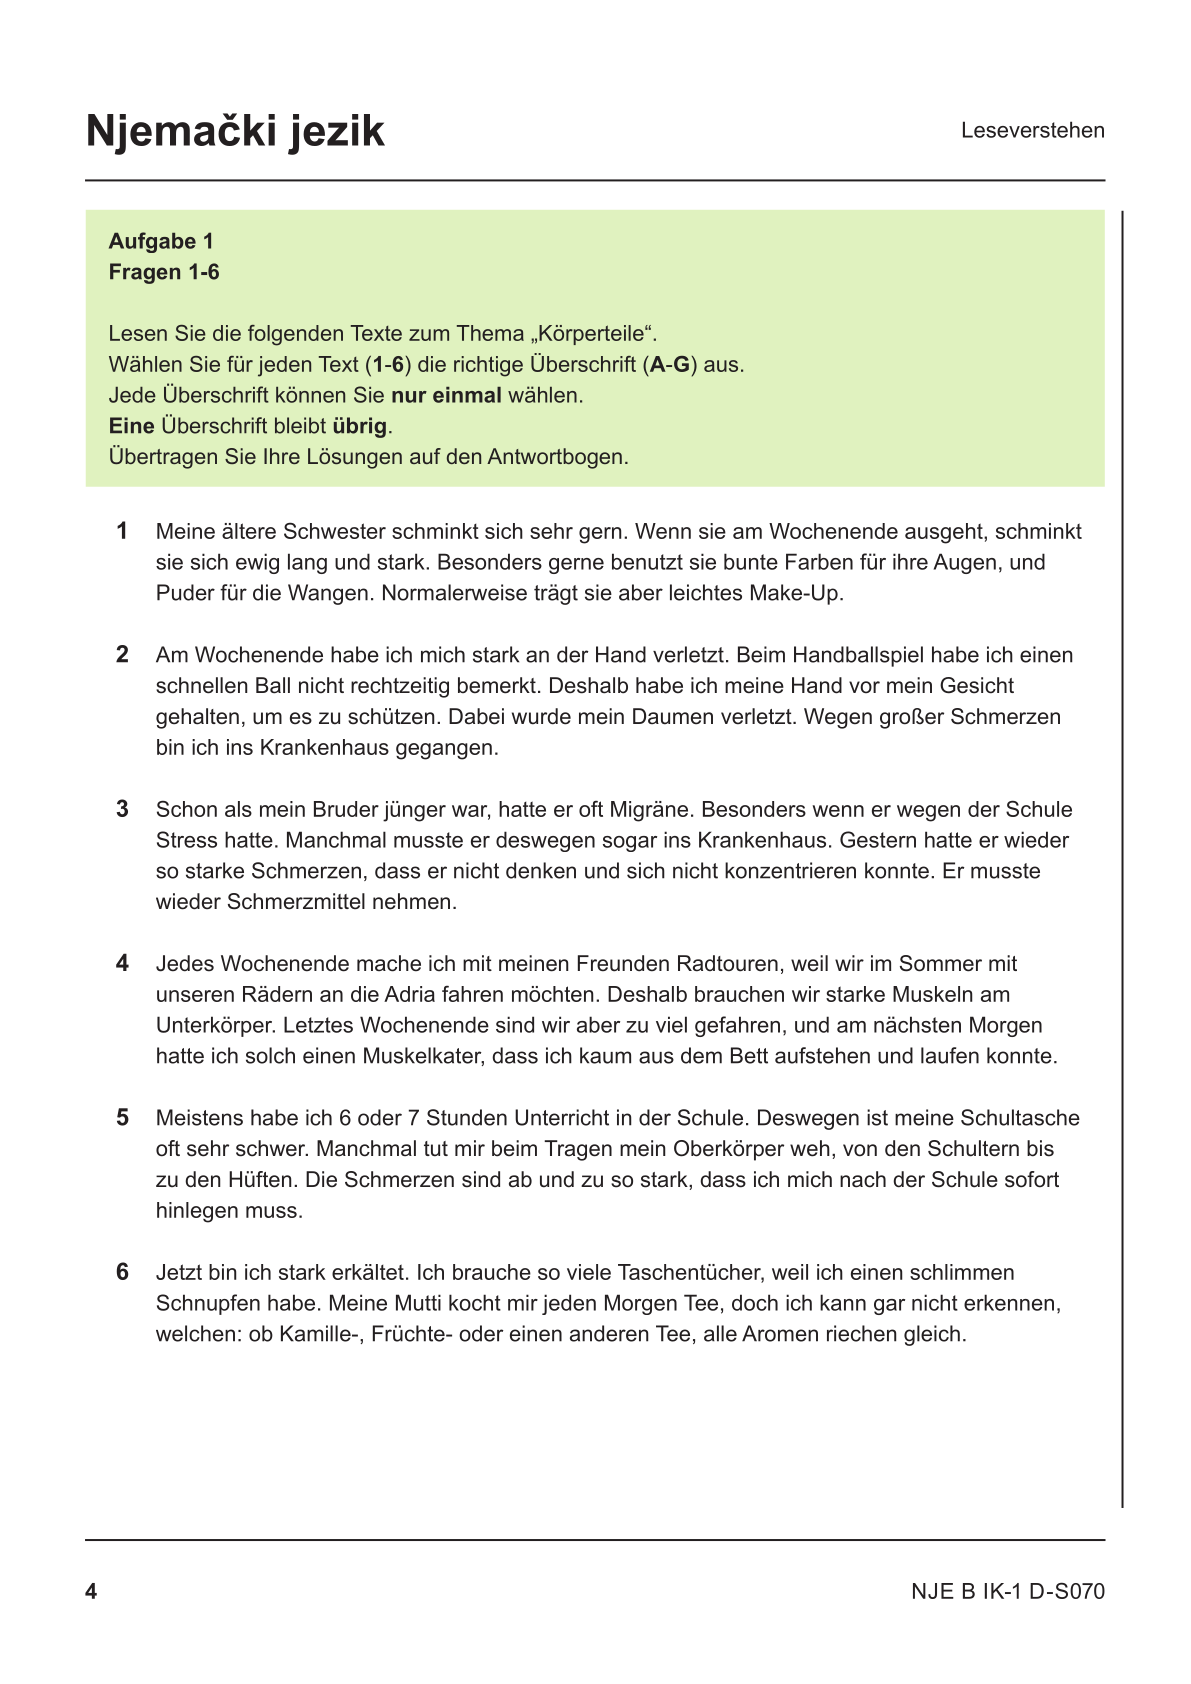 Njemački jezik
Leseverstehen
Aufgabe 1
Fragen 1-6
Lesen Sie die folgenden Texte zum Thema „Körperteile“.
Wählen Sie für jeden Text (1-6) die richtige Überschrift (A-G) aus.
Jede Überschrift können Sie nur einmal wählen.
Eine Überschrift bleibt übrig.
Übertragen Sie Ihre Lösungen auf den Antwortbogen.
1 Meine ältere Schwester schminkt sich sehr gern. Wenn sie am Wochenende ausgeht, schminkt
sie sich ewig lang und stark. Besonders gerne benutzt sie bunte Farben für ihre Augen, und
Puder für die Wangen. Normalerweise trägt sie aber leichtes Make-Up.
2 Am Wochenende habe ich mich stark an der Hand verletzt. Beim Handballspiel habe ich einen
schnellen Ball nicht rechtzeitig bemerkt. Deshalb habe ich meine Hand vor mein Gesicht
gehalten, um es zu schützen. Dabei wurde mein Daumen verletzt. Wegen großer Schmerzen
bin ich ins Krankenhaus gegangen.
3 Schon als mein Bruder jünger war, hatte er oft Migräne. Besonders wenn er wegen der Schule
Stress hatte. Manchmal musste er deswegen sogar ins Krankenhaus. Gestern hatte er wieder
so starke Schmerzen, dass er nicht denken und sich nicht konzentrieren konnte. Er musste
wieder Schmerzmittel nehmen.
4 Jedes Wochenende mache ich mit meinen Freunden Radtouren, weil wir im Sommer mit
unseren Rädern an die Adria fahren möchten. Deshalb brauchen wir starke Muskeln am
Unterkörper. Letztes Wochenende sind wir aber zu viel gefahren, und am nächsten Morgen
hatte ich solch einen Muskelkater, dass ich kaum aus dem Bett aufstehen und laufen konnte.
5 Meistens habe ich 6 oder 7 Stunden Unterricht in der Schule. Deswegen ist meine Schultasche
oft sehr schwer. Manchmal tut mir beim Tragen mein Oberkörper weh, von den Schultern bis
zu den Hüften. Die Schmerzen sind ab und zu so stark, dass ich mich nach der Schule sofort
hinlegen muss.
6 Jetzt bin ich stark erkältet. Ich brauche so viele Taschentücher, weil ich einen schlimmen
Schnupfen habe. Meine Mutti kocht mir jeden Morgen Tee, doch ich kann gar nicht erkennen,
welchen: ob Kamille-, Früchte- oder einen anderen Tee, alle Aromen riechen gleich.
4
NJE B IK-1 D-S070